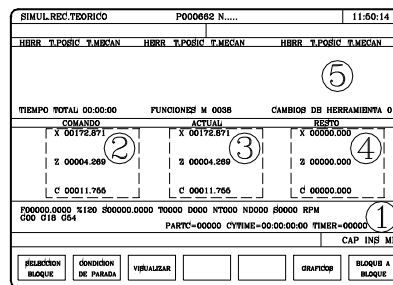 SIMUL.REC.TEORICO P000662 N..... 11:50:14
HERR T.POSIC T.MECAN HERR T.POSIC T.MECAN HERR T.POSIC T.MECAN
5
TIEMPO TOTAL 00:00:00 FUNCIONES M 0038 CAMBIOS DE HERRAMIENTA 0
COMANDO ACTUAL RESTO
X 00172.871 X 00172.871 X 00000.000
2 3 4
Z 00004.269 Z 00004.269 Z 00000.000
C 00011.755 C 00011.755 C 00000.000
F00000.0000 %120 S00000.0000 T0000 D000 NT000 ND000 S0000 RPM
G00 G18 G54
PARTC=00000 CYTIME=00:00:00:00 TIMER=00000
1
CAP INS
SELECCION BLOQUE
CONDICION DE PARADA
VISUALIZAR
GRAFICOS
BLOQUE A BLOQUE